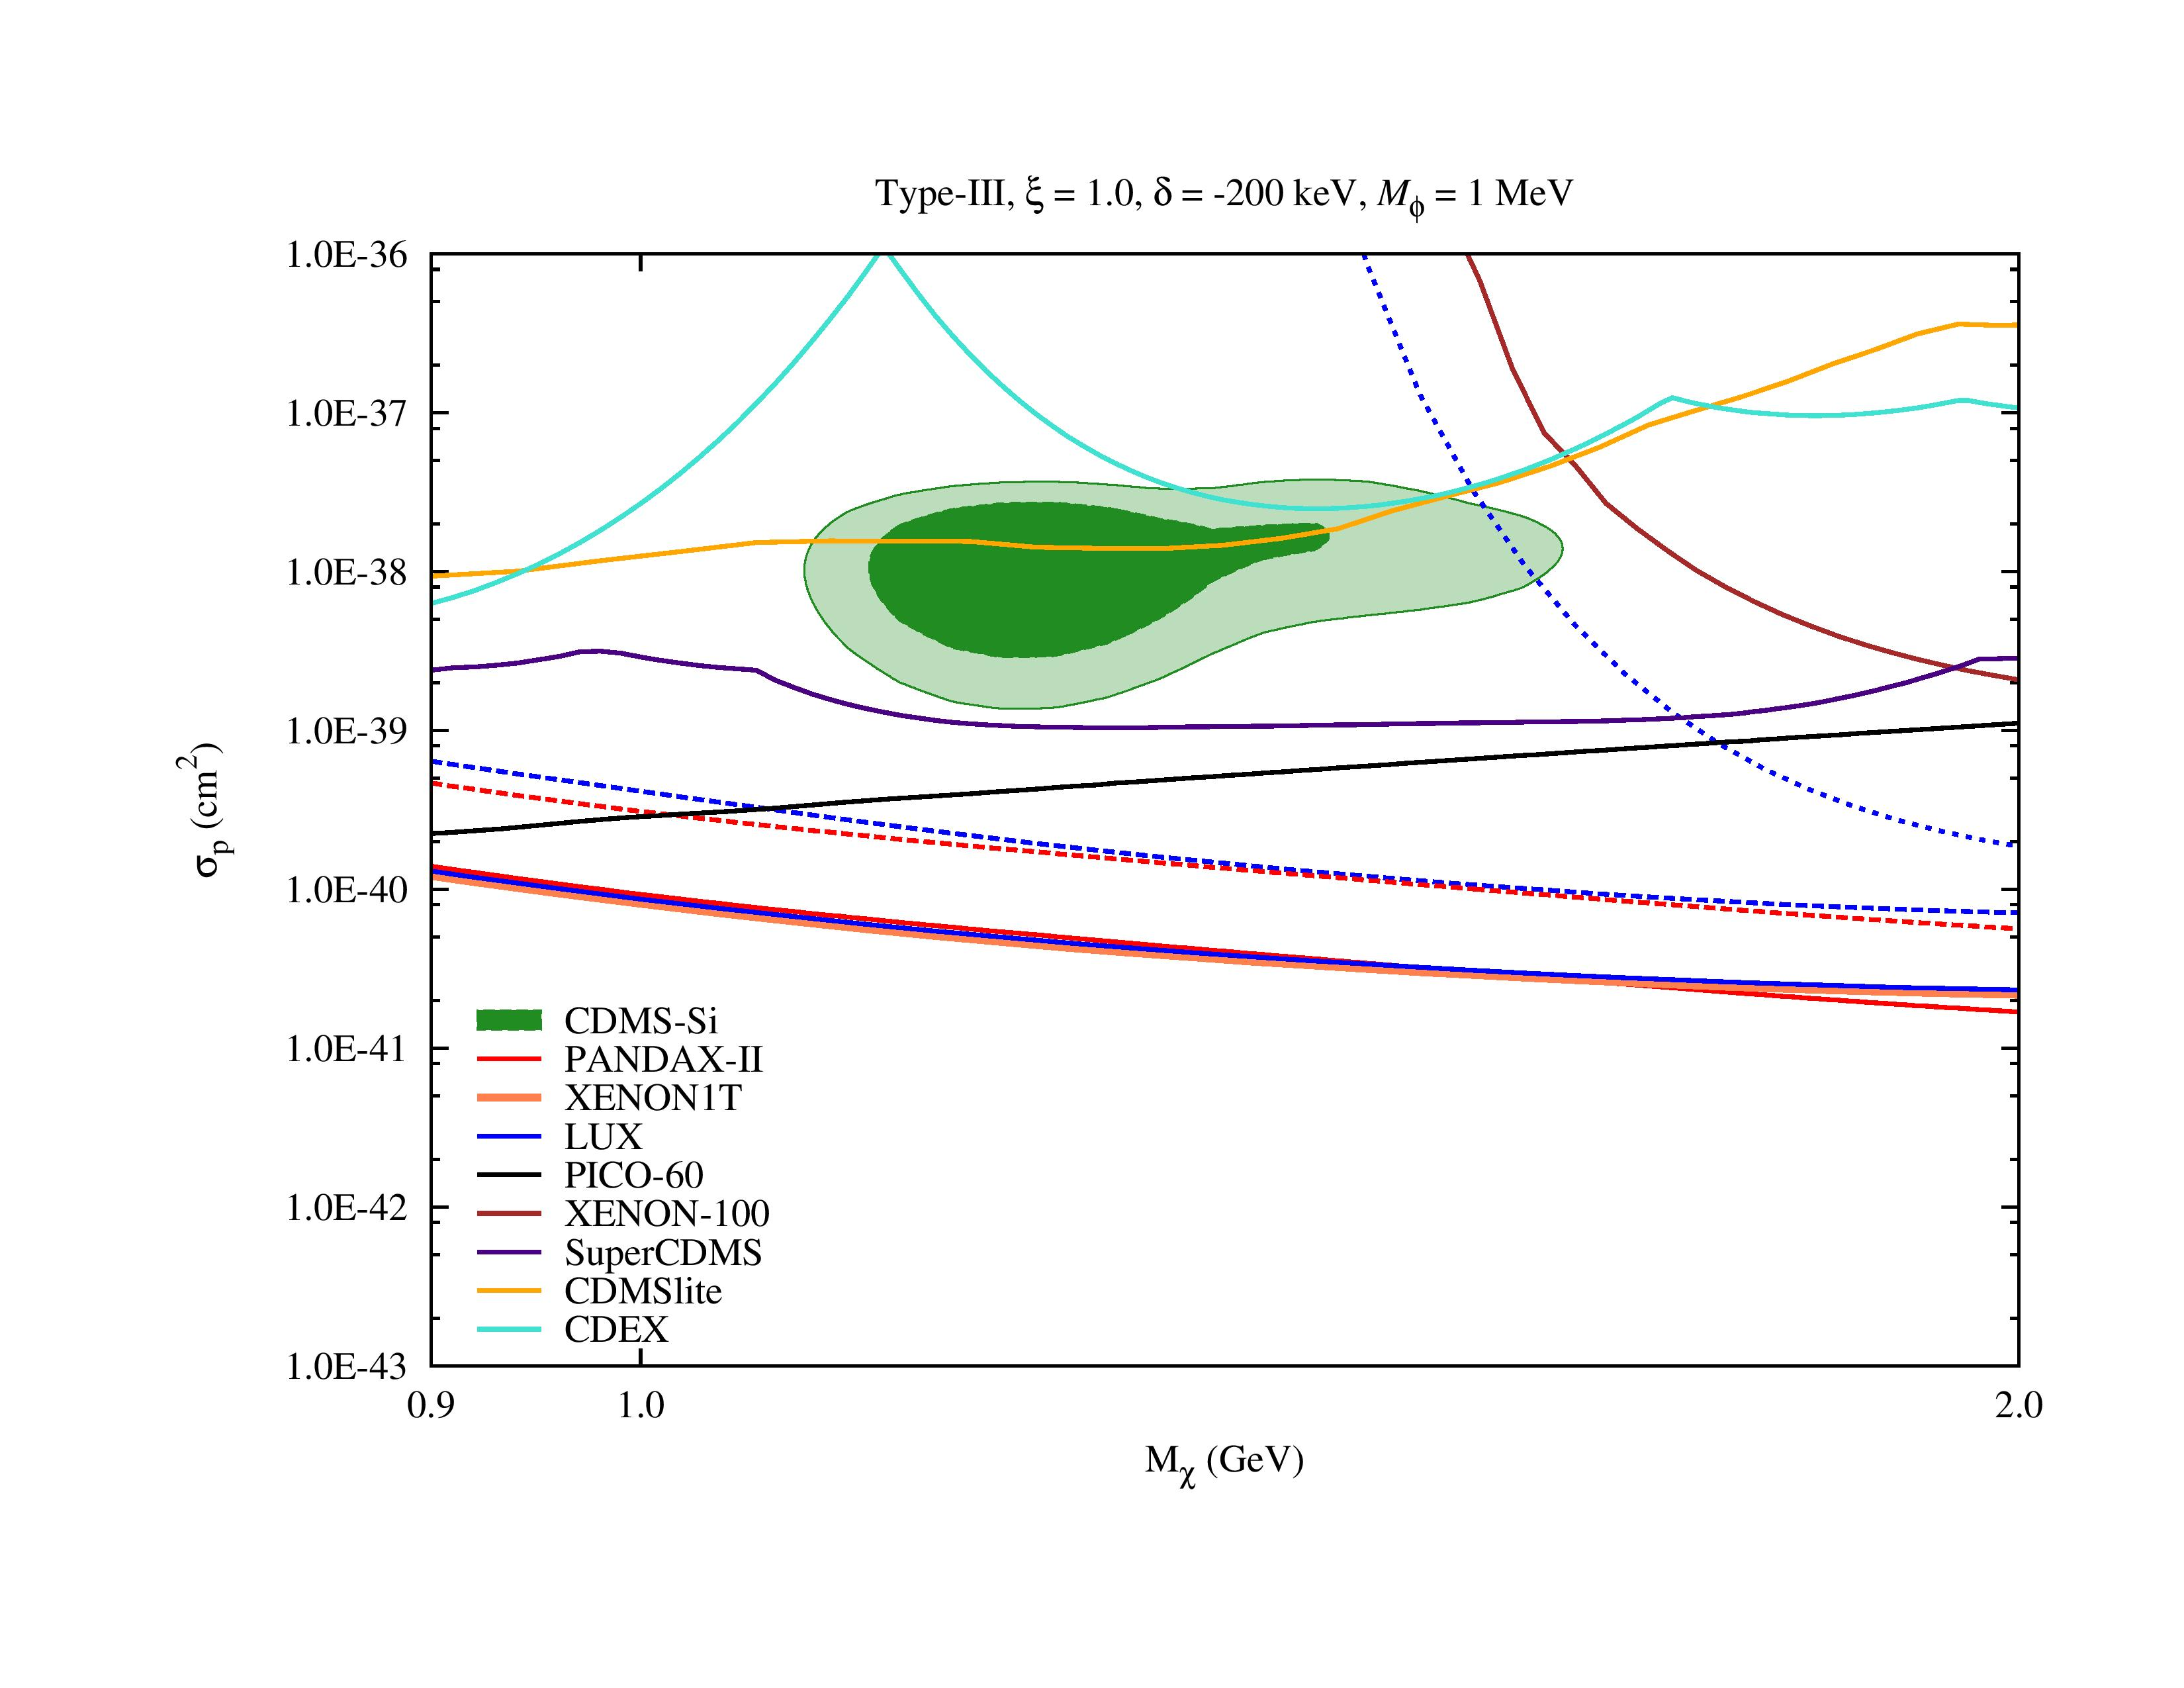 Type-III, ξ = 1.0, δ = -200 keV, Mϕ = 1 MeV
1.0E-36
1.0E-37
1.0E-38
1.0E-39
1.0E-40
1.0E-41
1.0E-42
1.0E-43
σp (cm2)
CDMS-Si
PANDAX-II
XENON1T
LUX
PICO-60
XENON-100
SuperCDMS
CDMSlite
CDEX
0.9 1.0 2.0
Mχ (GeV)